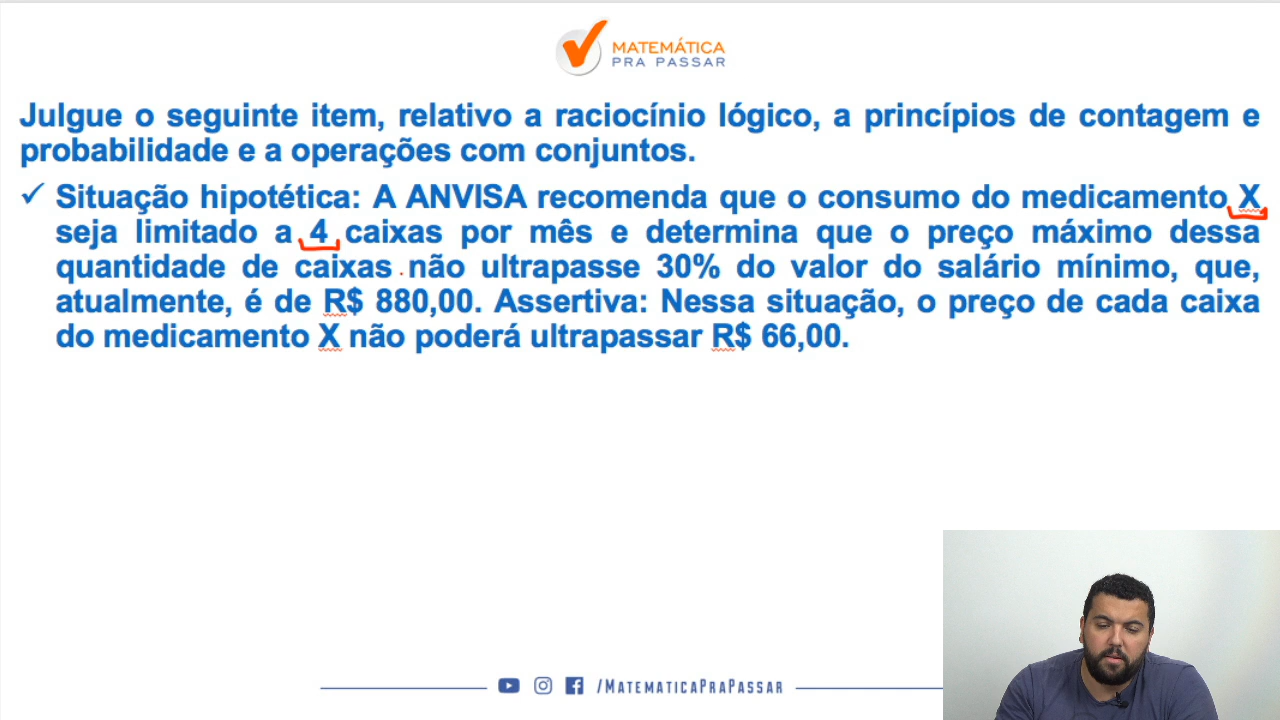 MATEMÁTICA
PRA PASSAR
Julgue o seguinte item, relativo a raciocínio lógico, a princípios de contagem e
probabilidade e a operações com conjuntos.
✓ Situação hipotética: A ANVISA recomenda que o consumo do medicamento X
seja limitado a 4 caixas por mês e determina que o preço máximo dessa
quantidade de caixas não ultrapasse 30% do valor do salário mínimo, que,
atualmente, é de R$ 880,00. Assertiva: Nessa situação, o preço de cada caixa
do medicamento X não poderá ultrapassar R$ 66,00.
/MATEMATICAPRAPASSAR